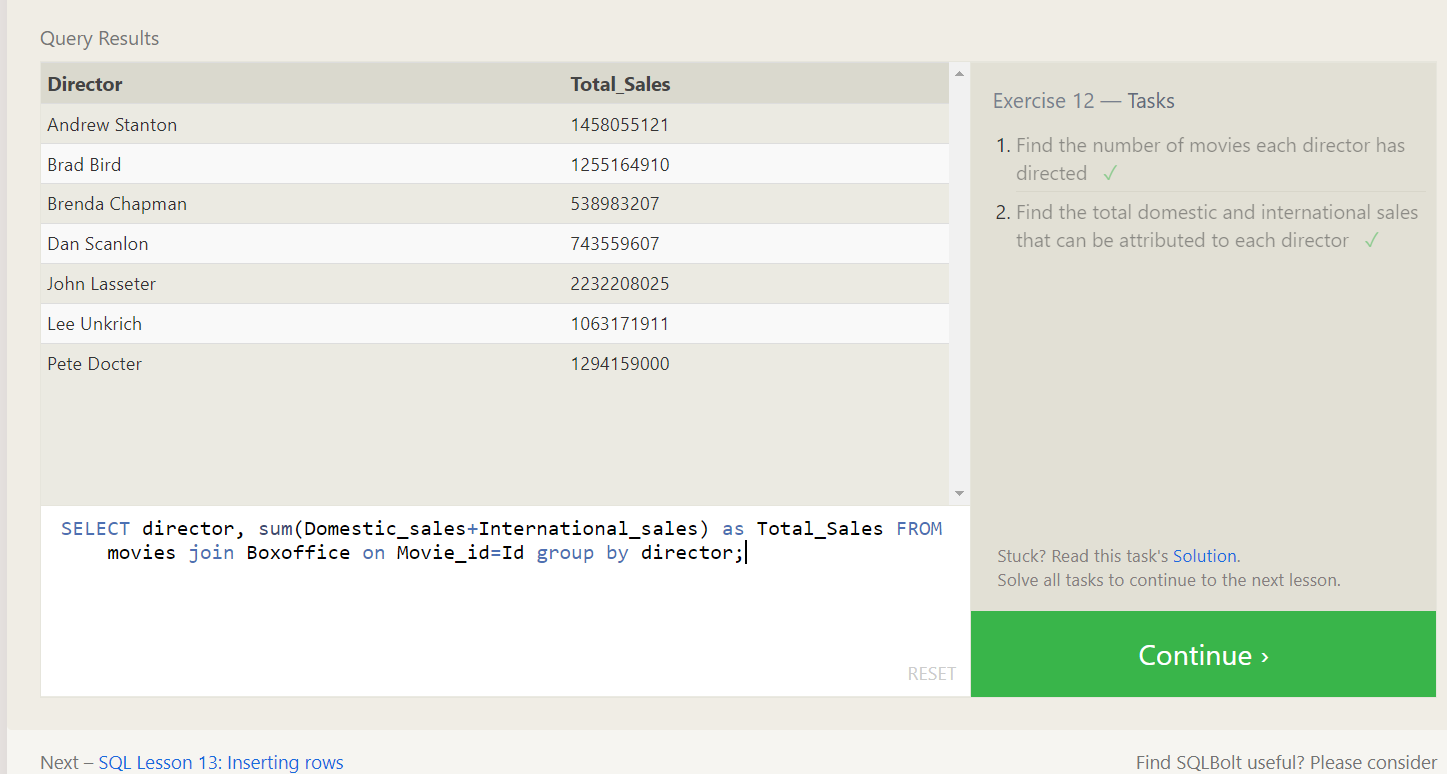 Query Results
Director Total_Sales
Andrew Stanton 1458055121
Brad Bird 1255164910
Brenda Chapman 538983207
Dan Scanlon 743559607
John Lasseter 2232208025
Lee Unkrich 1063171911
Pete Docter 1294159000
SELECT director, sum(Domestic_sales+International_sales) as Total_Sales FROM
movies join Boxoffice on Movie_id=Id group by director;
RESET
Exercise 12 — Tasks
1. Find the number of movies each director has
directed ✓
2. Find the total domestic and international sales
that can be attributed to each director ✓
Stuck? Read this task's Solution.
Solve all tasks to continue to the next lesson.
Continue ›
Next – SQL Lesson 13: Inserting rows
Find SQLBolt useful? Please consider